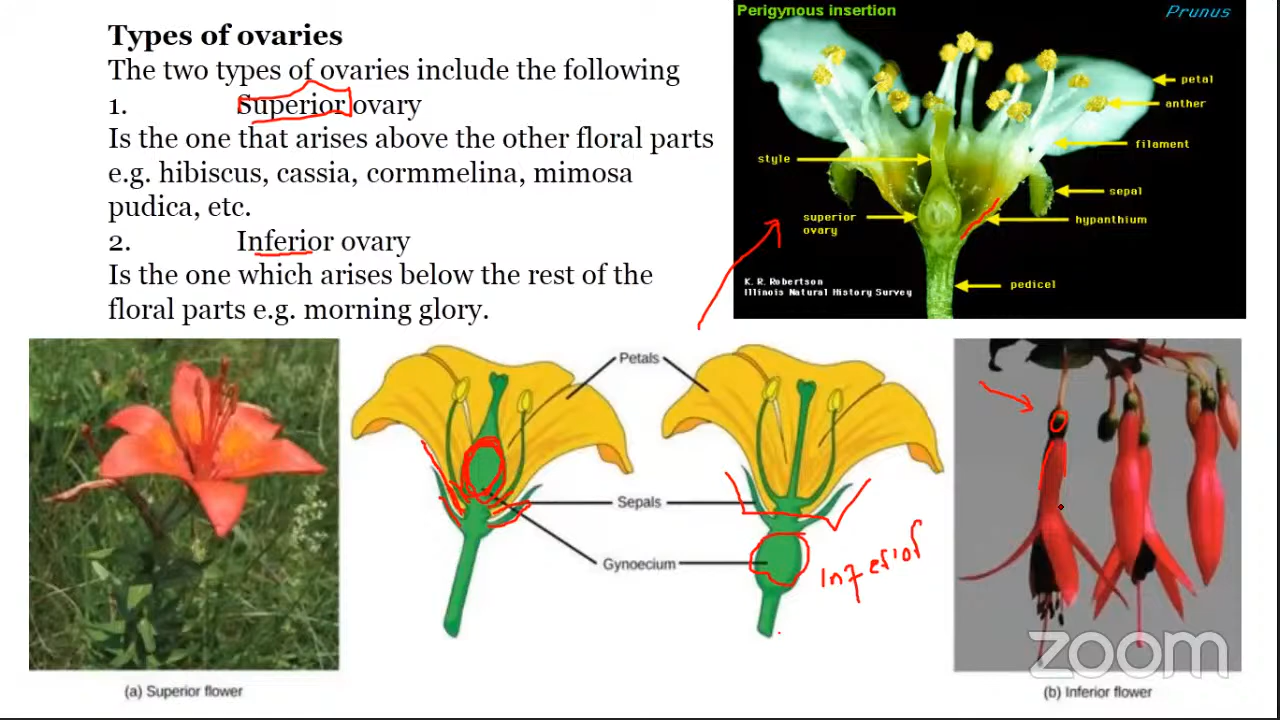 Types of ovaries
The two types of ovaries include the following
1. Superior ovary
Is the one that arises above the other floral parts
e.g. hibiscus, cassia, cormmelina, mimosa
pudica, etc.
2. Inferior ovary
Is the one which arises below the rest of the
floral parts e.g. morning glory.
Perigynous insertion
Prunus
petal
anther
filament
style
sepal
superior
ovary
hypanthium
K. R. Robertson
Illinois Natural History Survey
pedicel
Petals
Sepals
Gynoecium
Inferior
zoom
(a) Superior flower
(b) Inferior flower